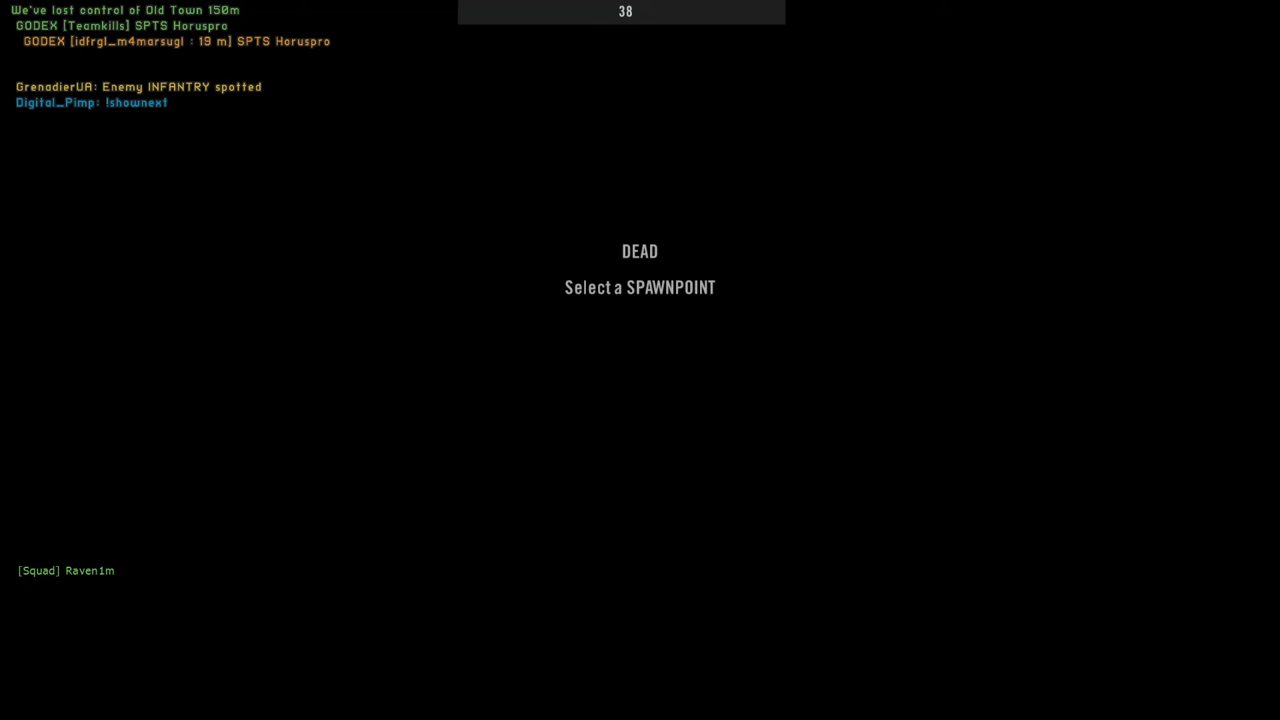 We've lost control of Old Town 150m
38
GODEX [Teamkills] SPTS Horuspro
GODEX [idfrgl_m4marsugl : 19 m] SPTS Horuspro
GrenadierUA: Enemy INFANTRY spotted
Digital_Pimp: !shownext
DEAD
Select a SPAWNPOINT
[Squad] Raven1m